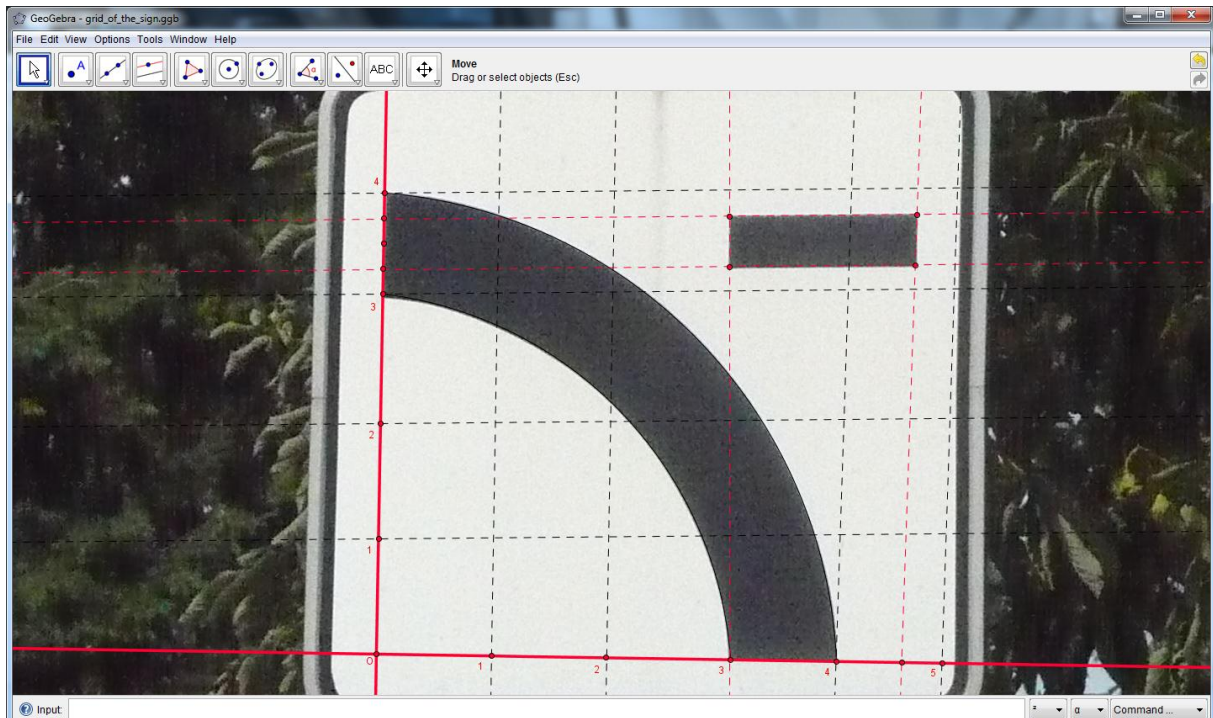 GeoGebra - grid_of_the_sign.ggb
File Edit View Options Tools Window Help
A
α
ABC
Move
Drag or select objects (Esc)
4
3
2
1
0
1
2
3
4
5
Input:
α
Command ...